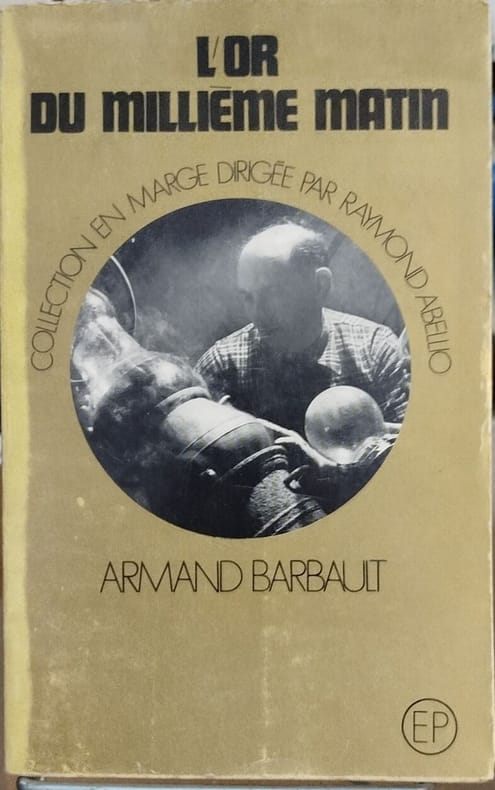 L'OR
DU MILLIÈME MATIN
COLLECTION EN MARGE DIRIGÉE PAR RAYMOND ABELLIO
ARMAND BARBAULT
EP